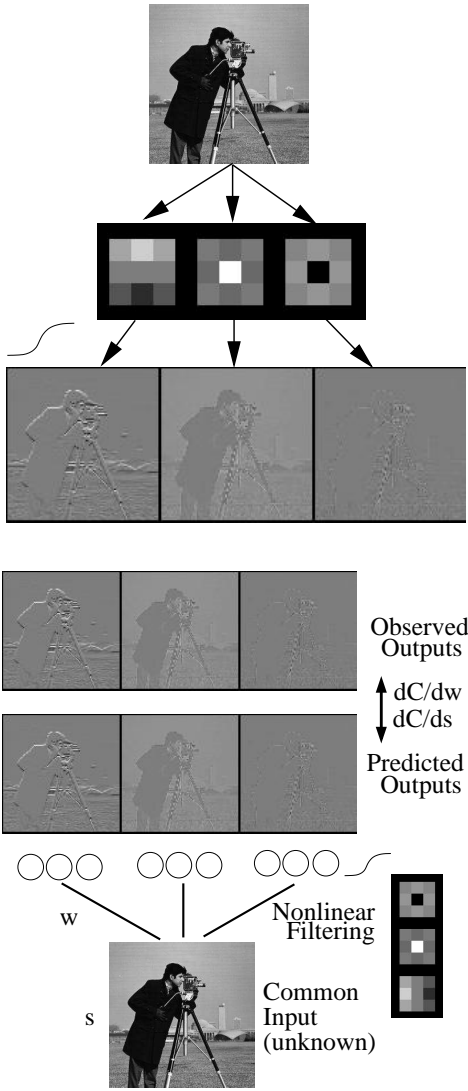 Observed
Outputs
dC/dw
dC/ds
Predicted
Outputs
w
Nonlinear
Filtering
s
Common
Input
(unknown)